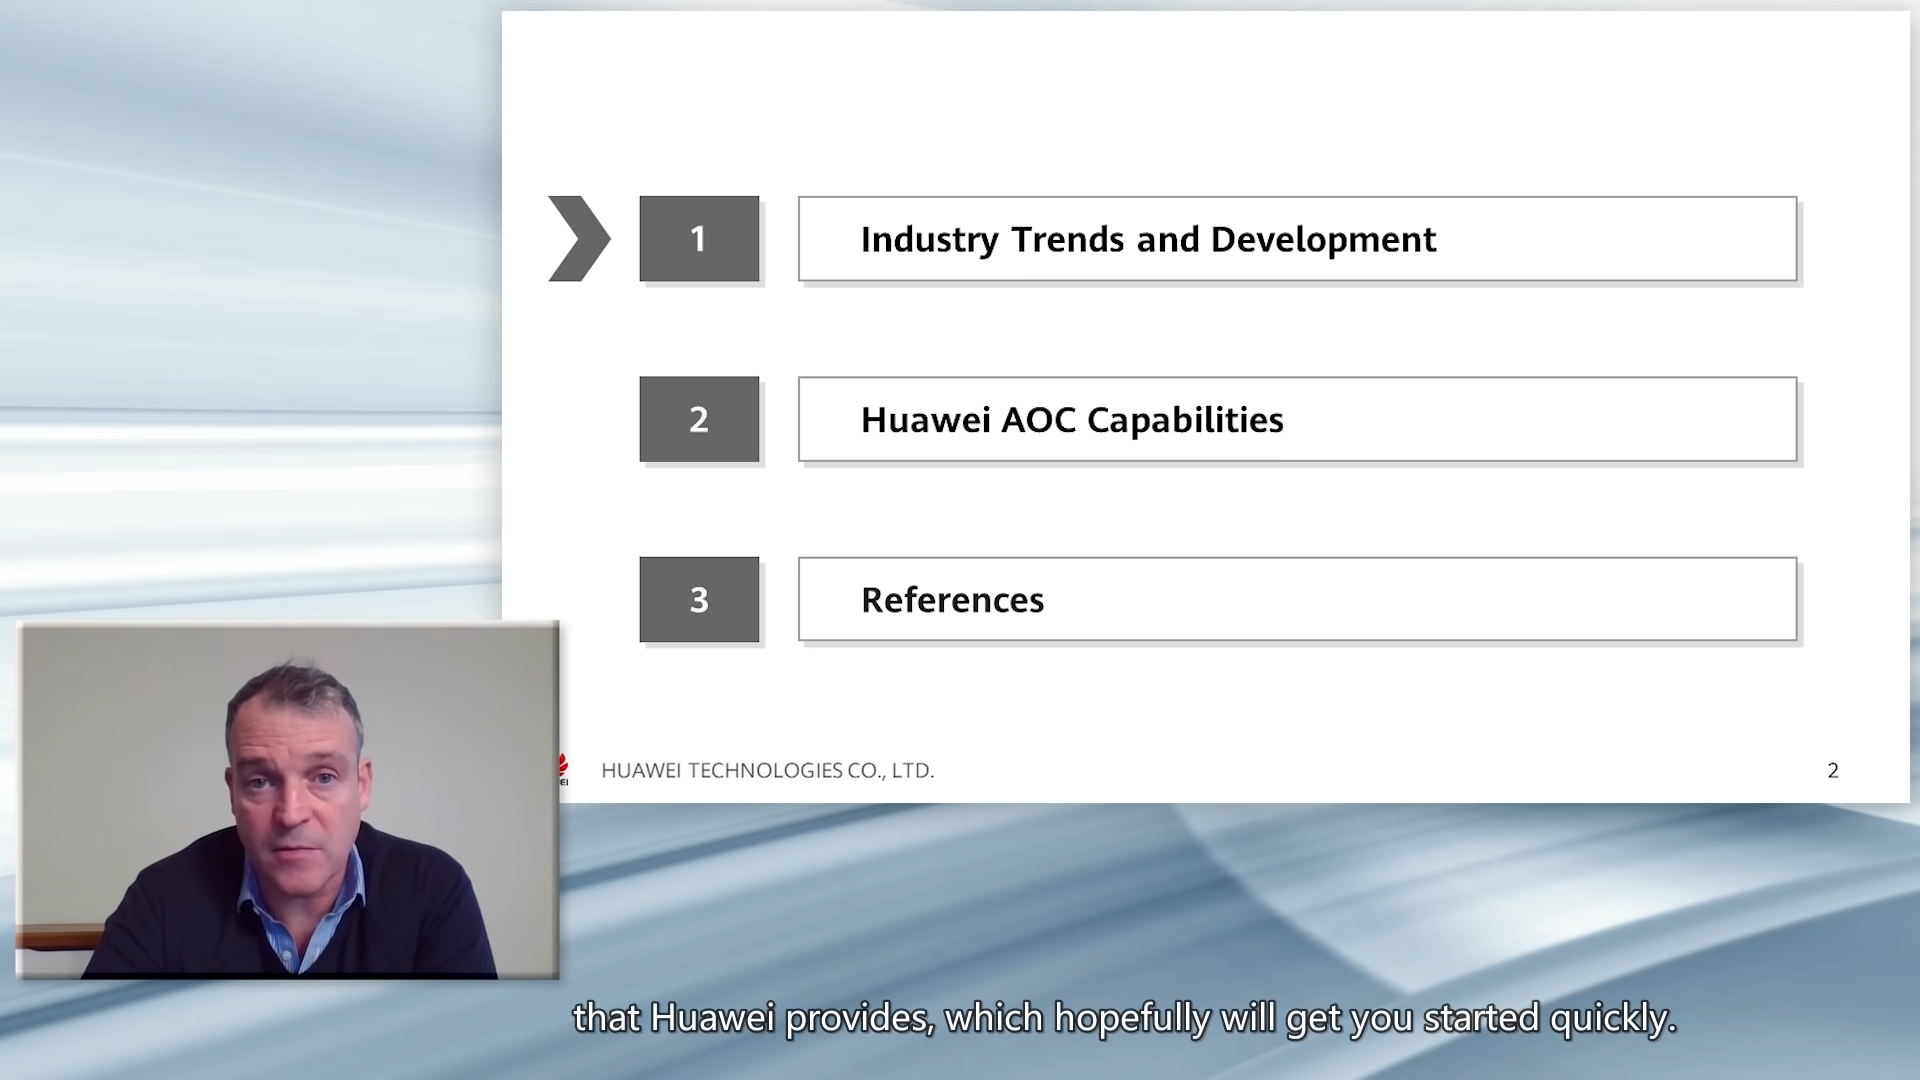 1
Industry Trends and Development
2
Huawei AOC Capabilities
3
References
HUAWEI TECHNOLOGIES CO., LTD.
2
that Huawei provides, which hopefully will get you started quickly.